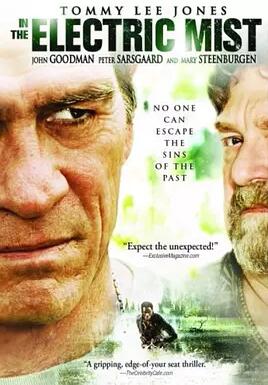 TOMMY LEE JONES
IN THE ELECTRIC MIST
JOHN GOODMAN PETER SARSGAARD AND MARY STEENBURGEN
NO ONE
CAN
ESCAPE
THE
SINS
OF
THE
PAST
"Expect the unexpected!"
—ExclusiveMagazine.com
"A gripping, edge-of-your seat thriller."
—TheCelebrityCafe.com